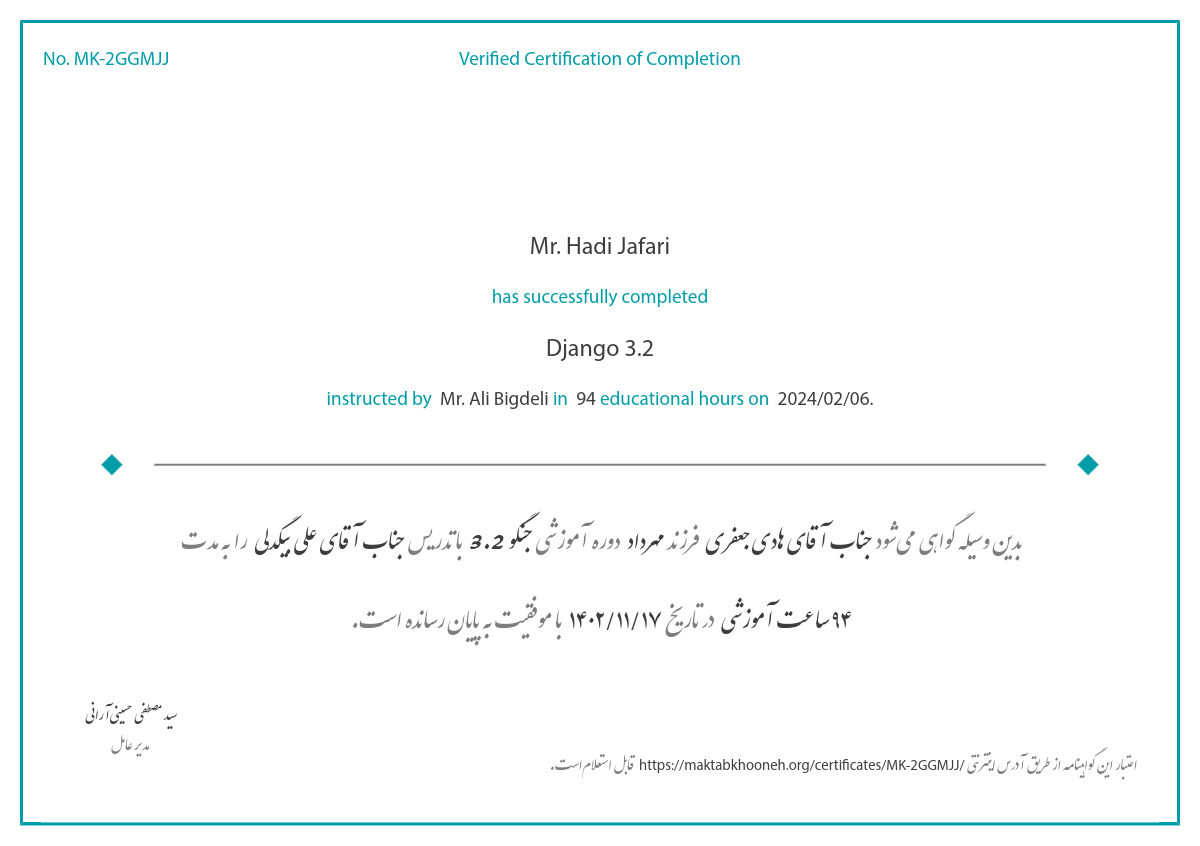 No. MK-2GGMJJ
Verified Certification of Completion
Mr. Hadi Jafari
has successfully completed
Django 3.2
instructed by Mr. Ali Bigdeli in 94 educational hours on 2024/02/06.
بدین وسیله گواهی می‌شود جناب آقای هادی جعفری فرزند مهرداد دوره آموزشی جنگو 3.2 با تدریس جناب آقای علی بیگدلی را به مدت
۹۴ ساعت آموزشی در تاریخ ۱۴۰۲/۱۱/۱۷ با موفقیت به پایان رسانده است.
سید مصطفی حسینی‌آرانی
مدیر عامل
اعتبار این گواهینامه از طریق آدرس اینترنتی https://maktabkhooneh.org/certificates/MK-2GGMJJ/ قابل استعلام است.